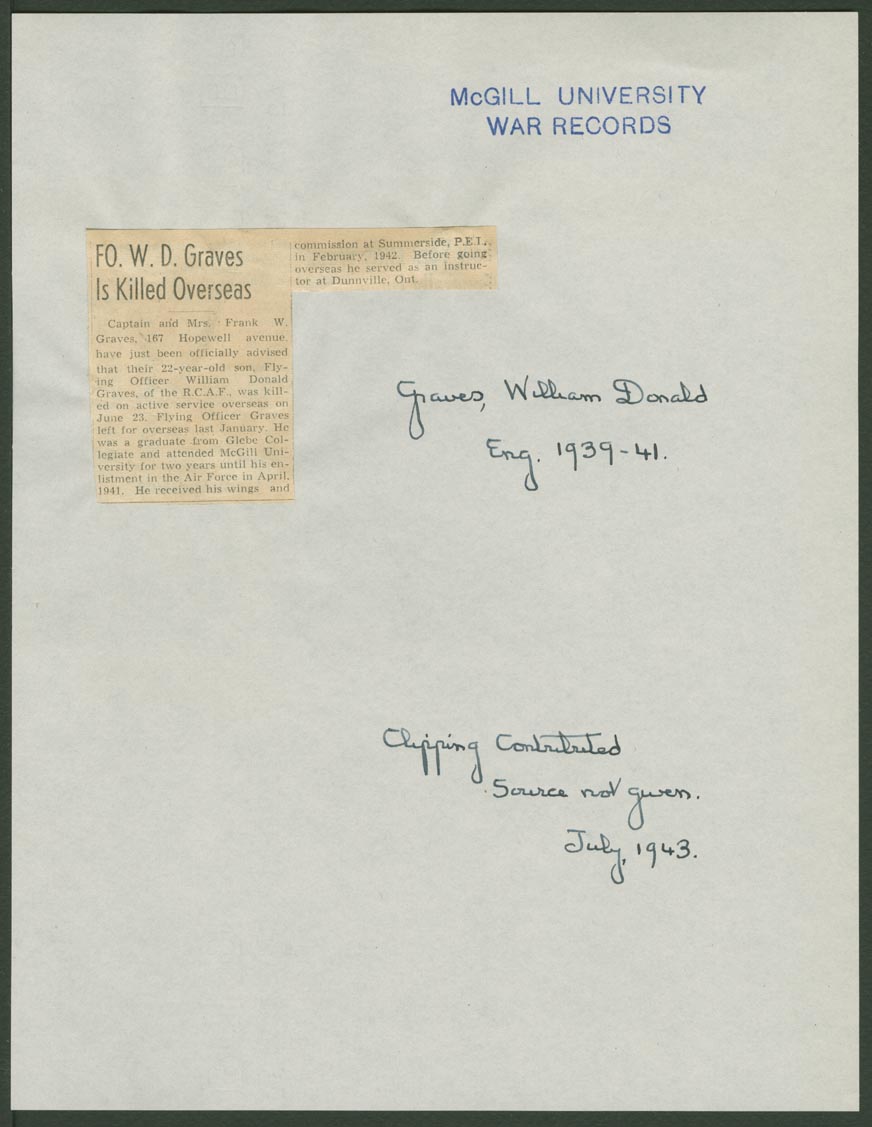 McGILL UNIVERSITY
WAR RECORDS
FO. W. D. Graves
Is Killed Overseas
Captain and Mrs. Frank W.
Graves, 167 Hopewell avenue,
have just been officially advised
that their 22-year-old son, Fly-
ing Officer William Donald
Graves, of the R.C.A.F., was kill-
ed on active service overseas on
June 23. Flying Officer Graves
left for overseas last January. He
was a graduate from Glebe Col-
legiate and attended McGill Uni-
versity for two years until his en-
listment in the Air Force in April,
1941. He received his wings and
commission at Summerside, P.E.I.,
in February, 1942. Before going
overseas he served as an instruc-
tor at Dunnville, Ont.
Graves, William Donald
Eng. 1939-41.
Clipping Contributed
Source not given.
July, 1943.